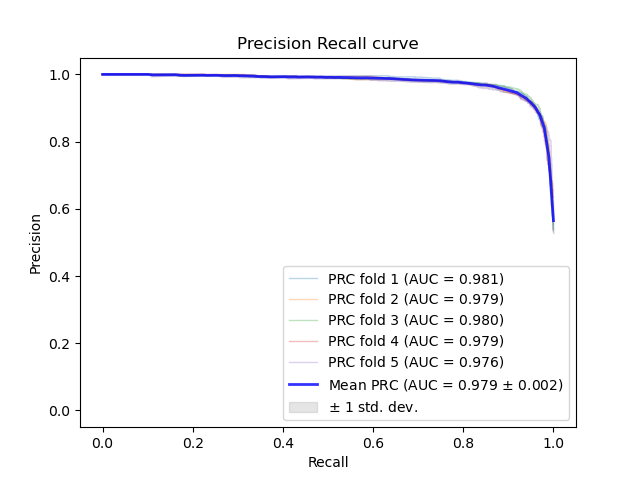 Precision Recall curve
1.0
0.8
0.6
0.4
0.2
0.0
Precision
PRC fold 1 (AUC = 0.981)
PRC fold 2 (AUC = 0.979)
PRC fold 3 (AUC = 0.980)
PRC fold 4 (AUC = 0.979)
PRC fold 5 (AUC = 0.976)
Mean PRC (AUC = 0.979 ± 0.002)
± 1 std. dev.
0.0 0.2 0.4 0.6 0.8 1.0
Recall